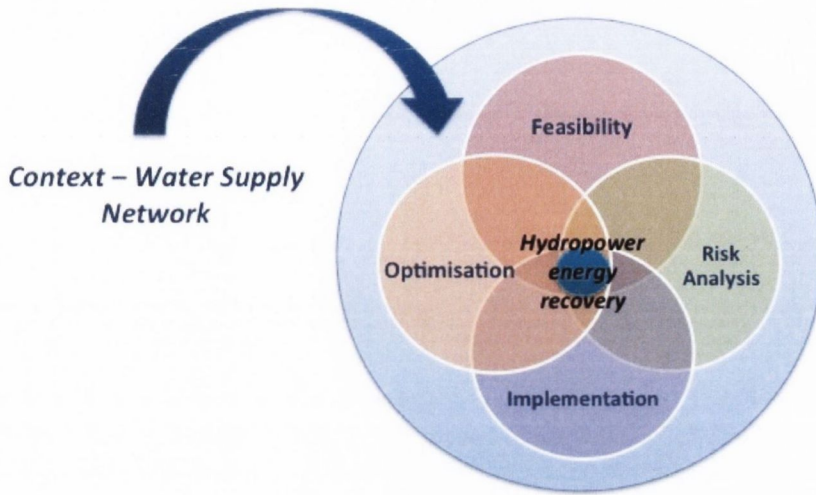 Context – Water Supply
Network
Feasibility
Optimisation
Hydropower
energy
recovery
Risk
Analysis
Implementation